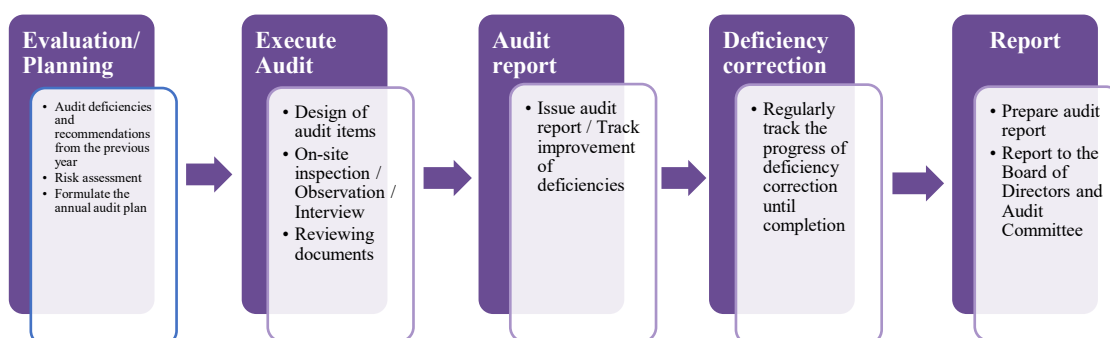 Evaluation/
Planning
• Audit deficiencies
and
recommendations
from the previous
year
• Risk assessment
• Formulate the
annual audit plan
Execute
Audit
• Design of
audit items
• On-site
inspection /
Observation /
Interview
• Reviewing
documents
Audit
report
• Issue audit
report / Track
improvement
of
deficiencies
Deficiency
correction
• Regularly
track the
progress of
deficiency
correction
until
completion
Report
• Prepare audit
report
• Report to the
Board of
Directors and
Audit
Committee